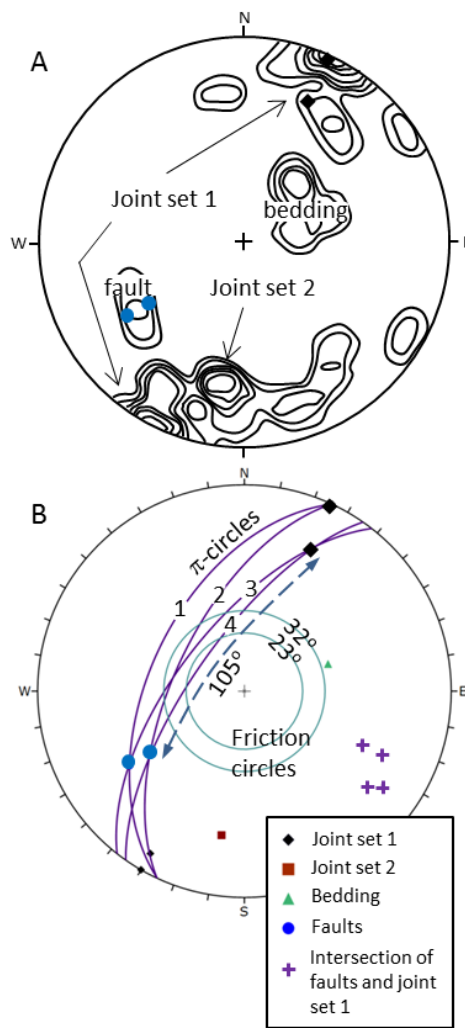 A
N
Joint set 1
bedding
W
E
fault
Joint set 2
B
N
π-circles
1
2
3
4
32°
23°
105°
W
E
Friction
circles
S
Joint set 1
Joint set 2
Bedding
Faults
Intersection of
faults and joint
set 1